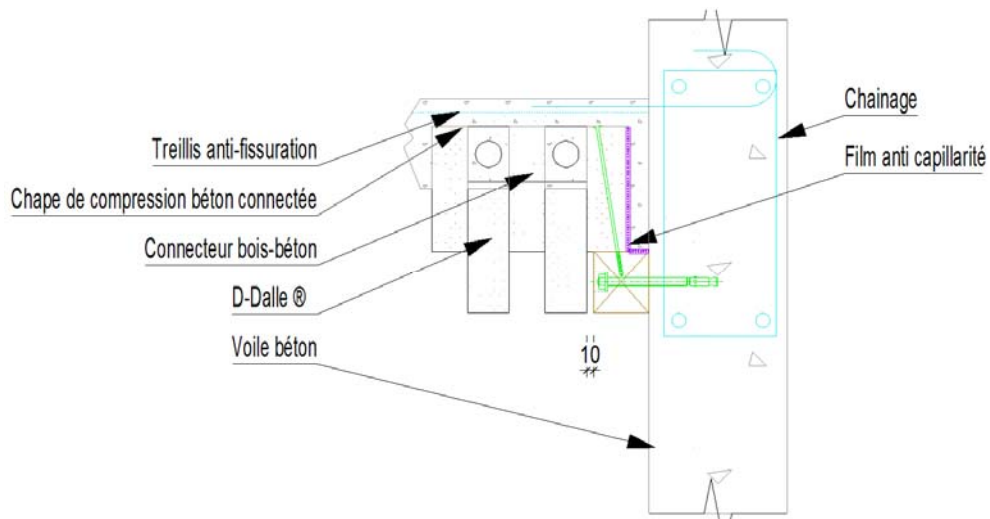 Treillis anti-fissuration
Chape de compression béton connectée
Connecteur bois-béton
D-Dalle ®
Voile béton
10
Chainage
Film anti capillarité